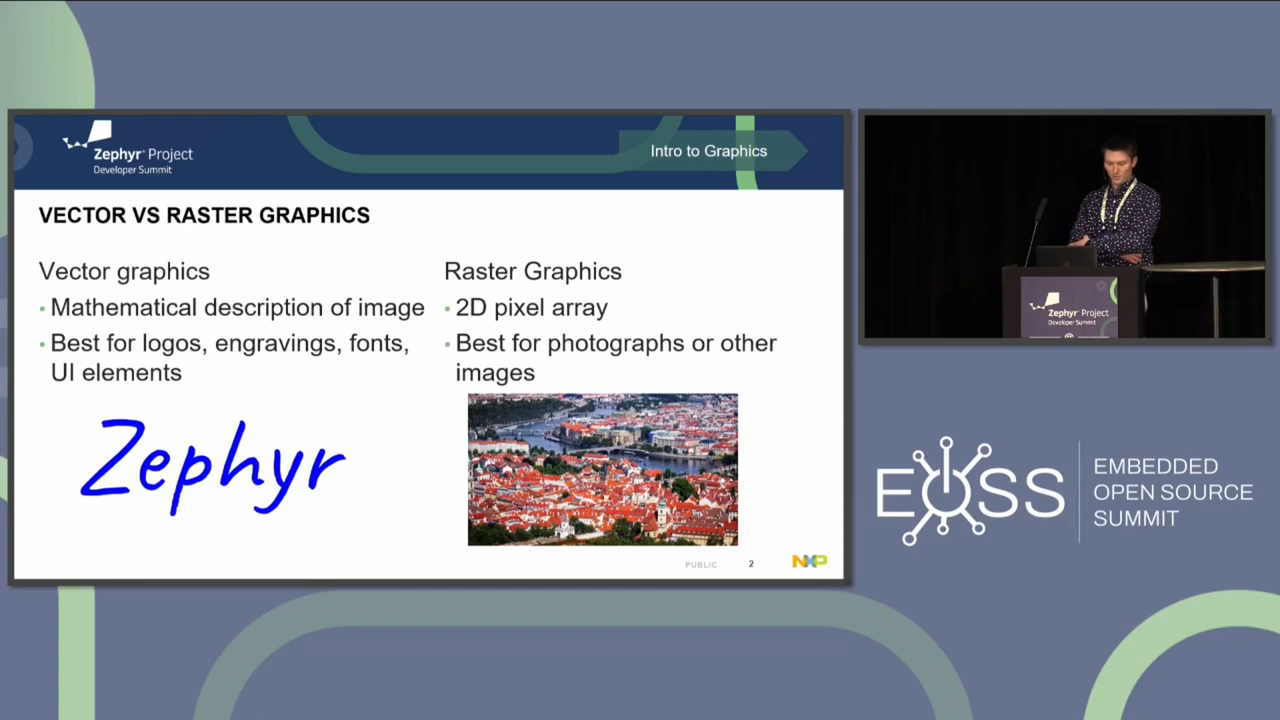 Zephyr® Project
Developer Summit
Intro to Graphics
VECTOR VS RASTER GRAPHICS
Vector graphics
• Mathematical description of image
• Best for logos, engravings, fonts,
UI elements
Zephyr
Raster Graphics
• 2D pixel array
• Best for photographs or other
images
PUBLIC
2
NXP
Zephyr® Project
Developer Summit
EOSS
EMBEDDED
OPEN SOURCE
SUMMIT